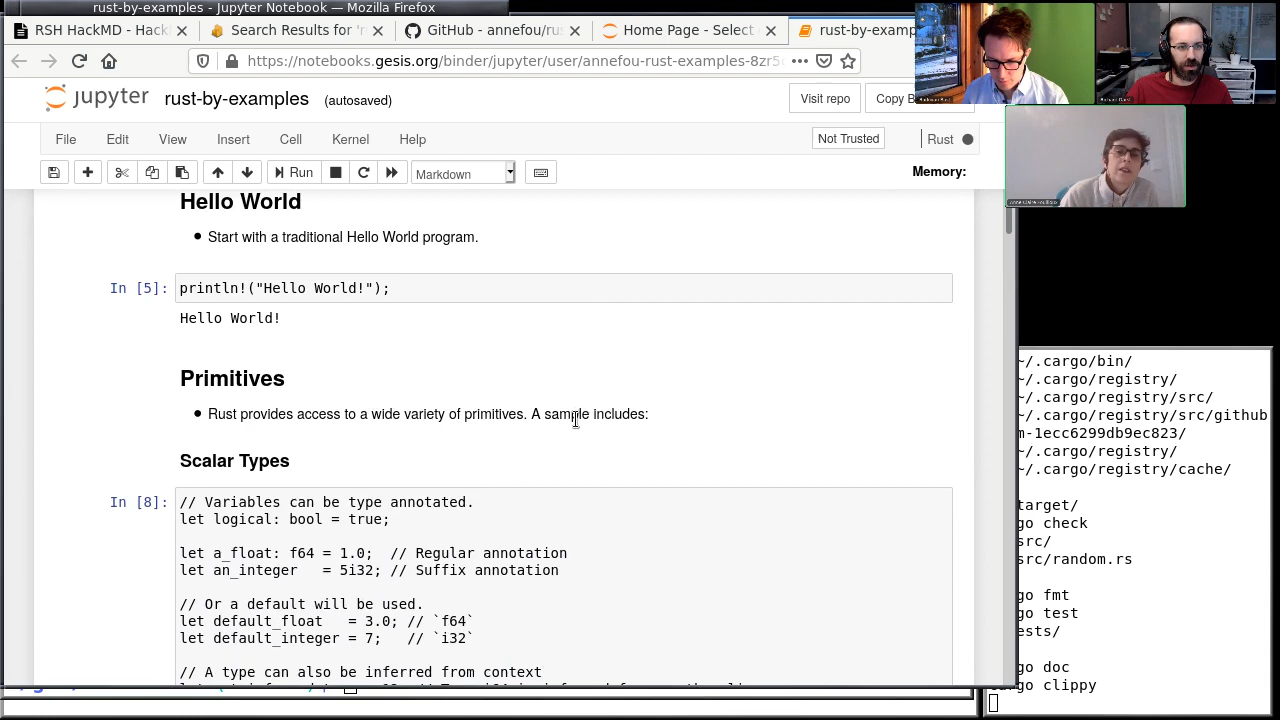 rust-by-examples - Jupyter Notebook — Mozilla Firefox
RSH HackMD - Hack
Search Results for '
GitHub - annefou/ru
Home Page - Select
rust-by-examp
https://notebooks.gesis.org/binder/jupyter/user/annefou-rust-examples-8zr5
jupyter
rust-by-examples
(autosaved)
Visit repo
Copy B
File
Edit
View
Insert
Cell
Kernel
Help
Not Trusted
Rust
Run
Markdown
Memory:
Hello World
Start with a traditional Hello World program.
In [5]:
println!("Hello World!");
Hello World!
Primitives
Rust provides access to a wide variety of primitives. A sample includes:
Scalar Types
In [8]:
// Variables can be type annotated.
let logical: bool = true;
let a_float: f64 = 1.0;  // Regular annotation
let an_integer   = 5i32; // Suffix annotation
// Or a default will be used.
let default_float   = 3.0; // `f64`
let default_integer = 7;   // `i32`
// A type can also be inferred from context
~/.cargo/bin/
~/.cargo/registry/
~/.cargo/registry/src/
~/.cargo/registry/src/github
m-1ecc6299db9ec823/
~/.cargo/registry/
~/.cargo/registry/cache/
target/
go check
src/
src/random.rs
go fmt
go test
ests/
go doc
cargo clippy